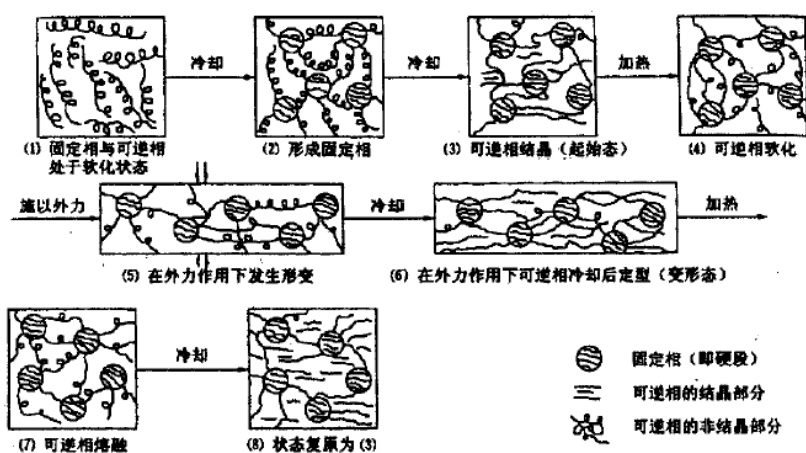 冷却
冷却
加热
(1) 固定相与可逆相
处于软化状态
(2) 形成固定相
(3) 可逆相结晶（起始态）
(4) 可逆相软化
施以外力
冷却
加热
(5) 在外力作用下发生形变
(6) 在外力作用下可逆相冷却后定型（变形态）
冷却
固定相（即硬段）
可逆相的结晶部分
可逆相的非结晶部分
(7) 可逆相熔融
(8) 状态复原为(3)